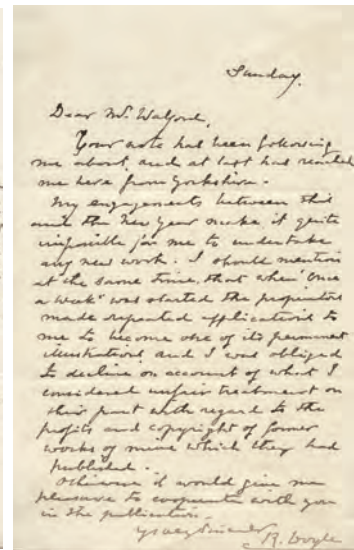 Sunday.
Dear Mr. Walford,
Your note had been following
me about, and at last had reached
me here from Yorkshire.
My engagements between this
and the New Year make it quite
impossible for me to undertake
any new work. I should mention
at the same time, that when "Once
a Week" was started the proprietors
made repeated applications to
me to become one of its permanent
illustrators, and I was obliged
to decline on account of what I
considered unfair treatment on
their part with regard to the
profits and copyright of former
works of mine which they had
published.
Otherwise it would give me
pleasure to cooperate with you
in the publication.
R. Doyle